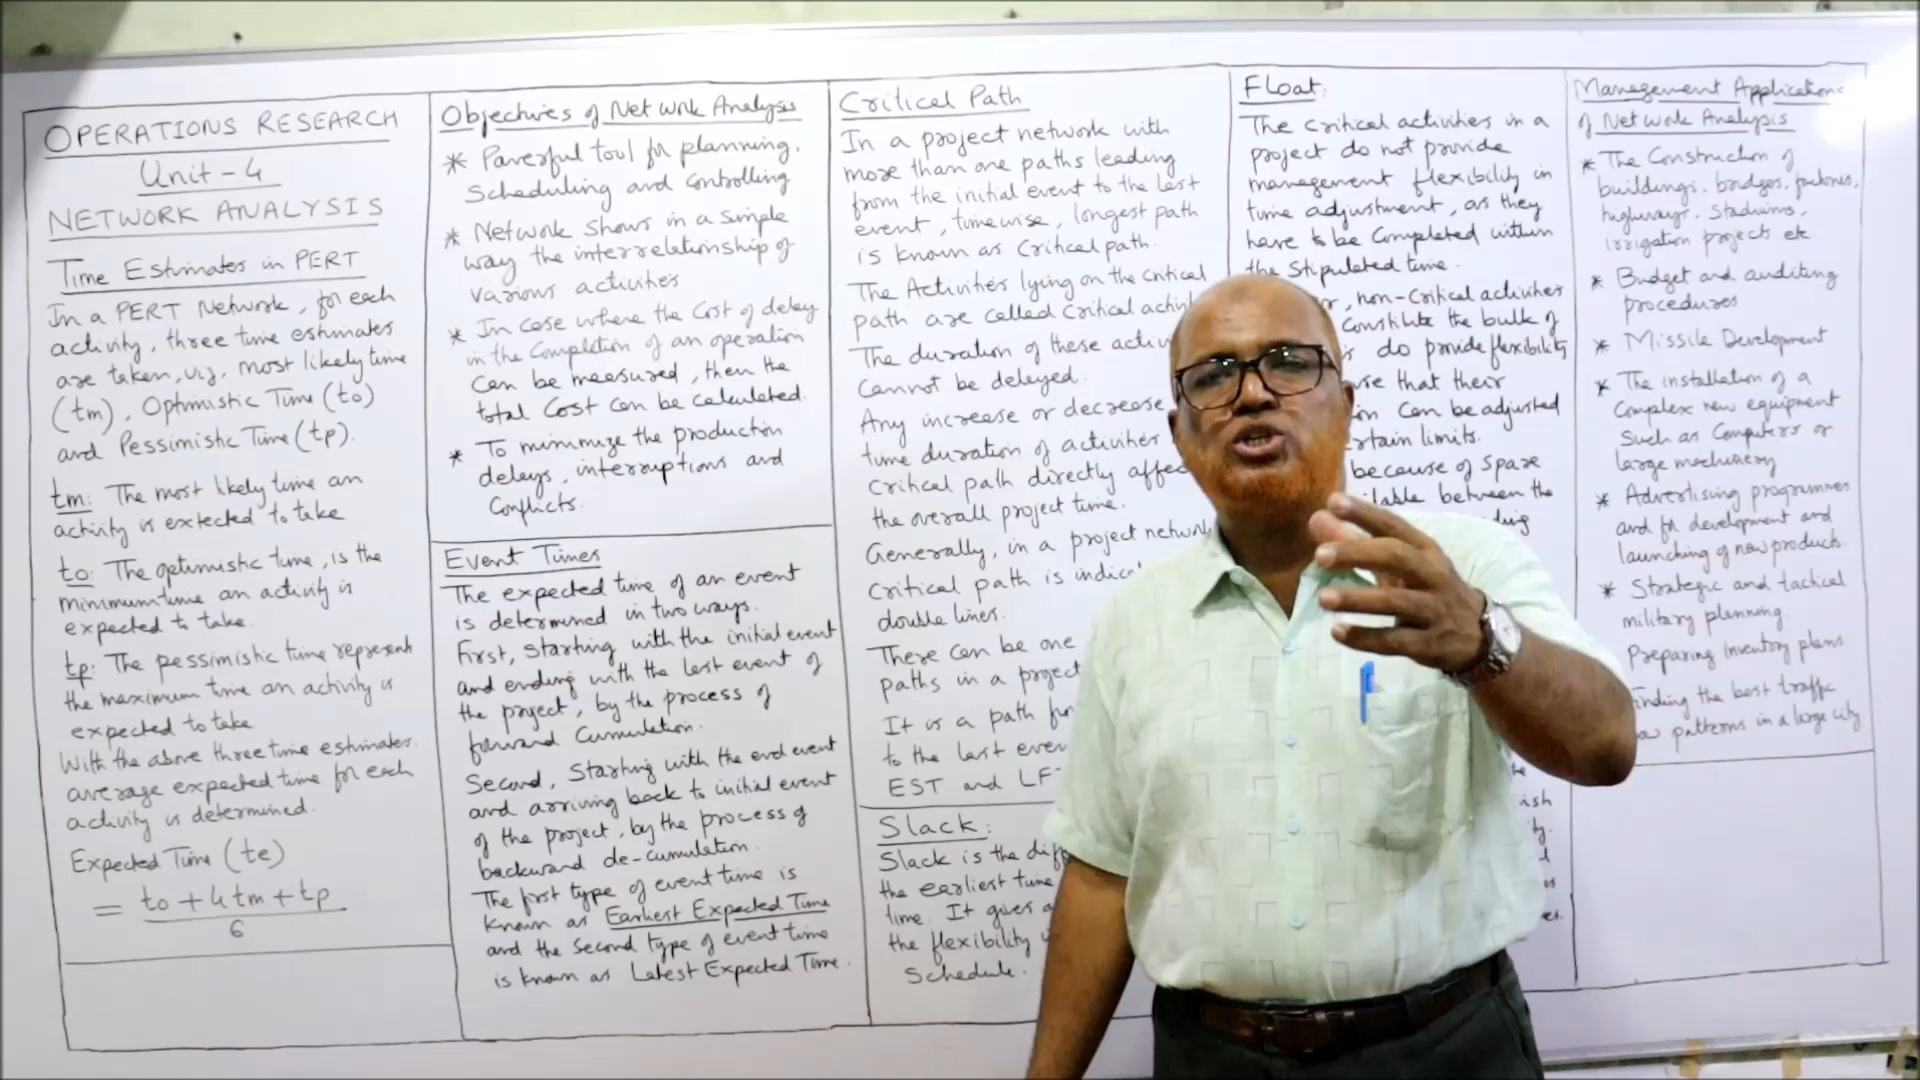 OPERATIONS RESEARCH
Unit-4
NETWORK ANALYSIS
Time Estimates in PERT
In a PERT Network, for each
activity, three time estimates
are taken, viz, most likely time
(tm), Optimistic Time (to)
and Pessimistic Time (tp).
tm: The most likely time an
activity is extected to take
to: The optimistic time, is the
minimum time an activity is
expected to take.
tp: The pessimistic time represent
the maximum time an activity is
expected to take
With the above three time estimates.
average expected time for each
activity is determined.
Expected Time (te)
= to + 4tm + tp
6
Objectives of Network Analysis
* Powerful tool for planning,
Scheduling and Controlling
* Network Shows in a simple
way the interrelationship of
various activities
* In case where the Cost of delay
in the Completion of an operation
Can be measured, then the
total Cost can be calculated.
* To minimize the production
delays, interruptions and
Conflicts.
Event Times
The expected time of an event
is determined in two ways.
First, starting with the initial event
and ending with the last event of
the project, by the process of
forward Cumulation.
Second, Starting with the end event
and arriving back to initial event
of the project, by the process of
backward de-cumulation.
The first type of event time is
known as Earliest Expected Time
and the Second type of event time
is known as Latest Expected Time.
Critical Path
In a project network with
more than one paths leading
from the initial event to the last
event, timewise, longest path
is known as Critical path.
The Activities lying on the critical
path are called Critical
The duration of these
Cannot be delayed.
Any increase or decrease
time duration of activities
Critical path directly
the overall project time.
Generally, in a project network
Critical path is
double lines.
There can be one
paths in a project
It is a path
to the last
EST and
Slack:
Slack is the
the earliest time
time. It gives
the flexibility
Schedule.
Float:
The critical activities in a
project do not provide
management flexibility in
time adjustment, as they
have to be Completed within
the Stipulated time.
, non-Critical activities
Constitute the bulk of
do provide flexibility
that their
Can be adjusted
limits.
because of spare
between the
Management Applications
of Network Analysis
* The Construction of
buildings, bridges, factories,
highways, Stadiums,
irrigation projects etc
* Budget and auditing
procedures
* Missile Development
* The installation of a
Complex new equipment
Such as Computers or
large machinery
* Advertising programmes
and for development and
launching of new products
* Strategic and tactical
military planning
Preparing inventory plans
the best traffic
patterns in a large city